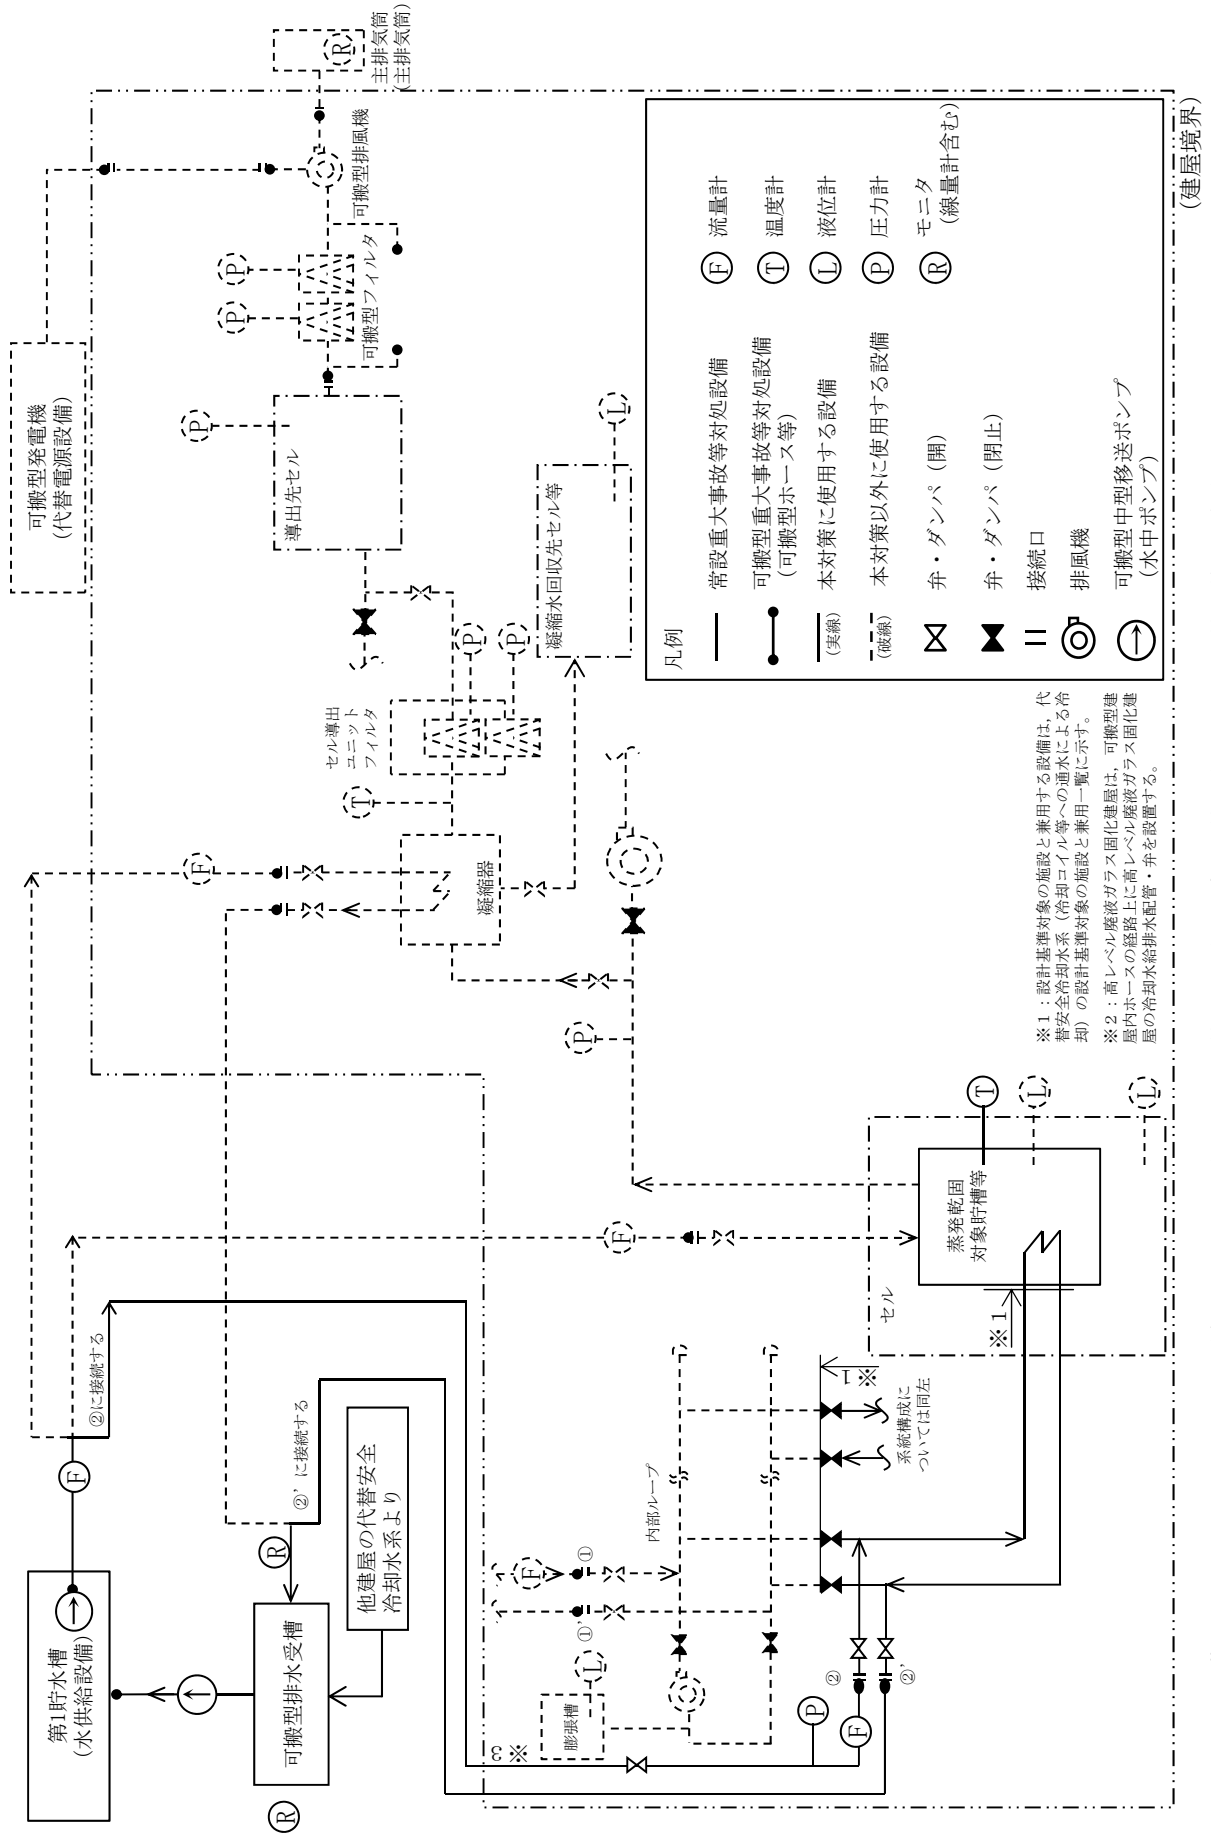 第1貯水槽
(水供給設備)
F
②に接続する
可搬型排水受槽
R
R
②’に接続する
他建屋の代替安全
冷却水系より
可搬型発電機
(代替電源設備)
主排気筒
(主排気筒)
R
可搬型排風機
P
P
可搬型フィルタ
P
導出先セル
L
凝縮水回収先セル等
P
P
セル導出
ユニット
フィルタ
T
凝縮器
F
P
F
(建屋境界)
セル
蒸発乾固
対象貯槽等
T
L
L
※1
※1
系統構成に
ついては同左
内部ループ
F
①
①’
L
膨張槽
※3
P
F
②
②’
凡例
常設重大事故等対処設備
可搬型重大事故等対処設備
(可搬型ホース等)
(実線)
本対策に使用する設備
(破線)
本対策以外に使用する設備
弁・ダンパ(開)
弁・ダンパ(閉止)
接続口
排風機
可搬型中型移送ポンプ
(水中ポンプ)
F 流量計
T 温度計
L 液位計
P 圧力計
R モニタ
(線量計含む)
※1:設計基準対象の施設と兼用する設備は,代
替安全冷却水系(冷却コイル等への通水による冷
却)の設計基準対象の施設と兼用一覧に示す。
※2:高レベル廃液ガラス固化建屋は,可搬型建
屋内ホースの経路上に高レベル廃液ガラス固化建
屋の冷却水給排水配管・弁を設置する。